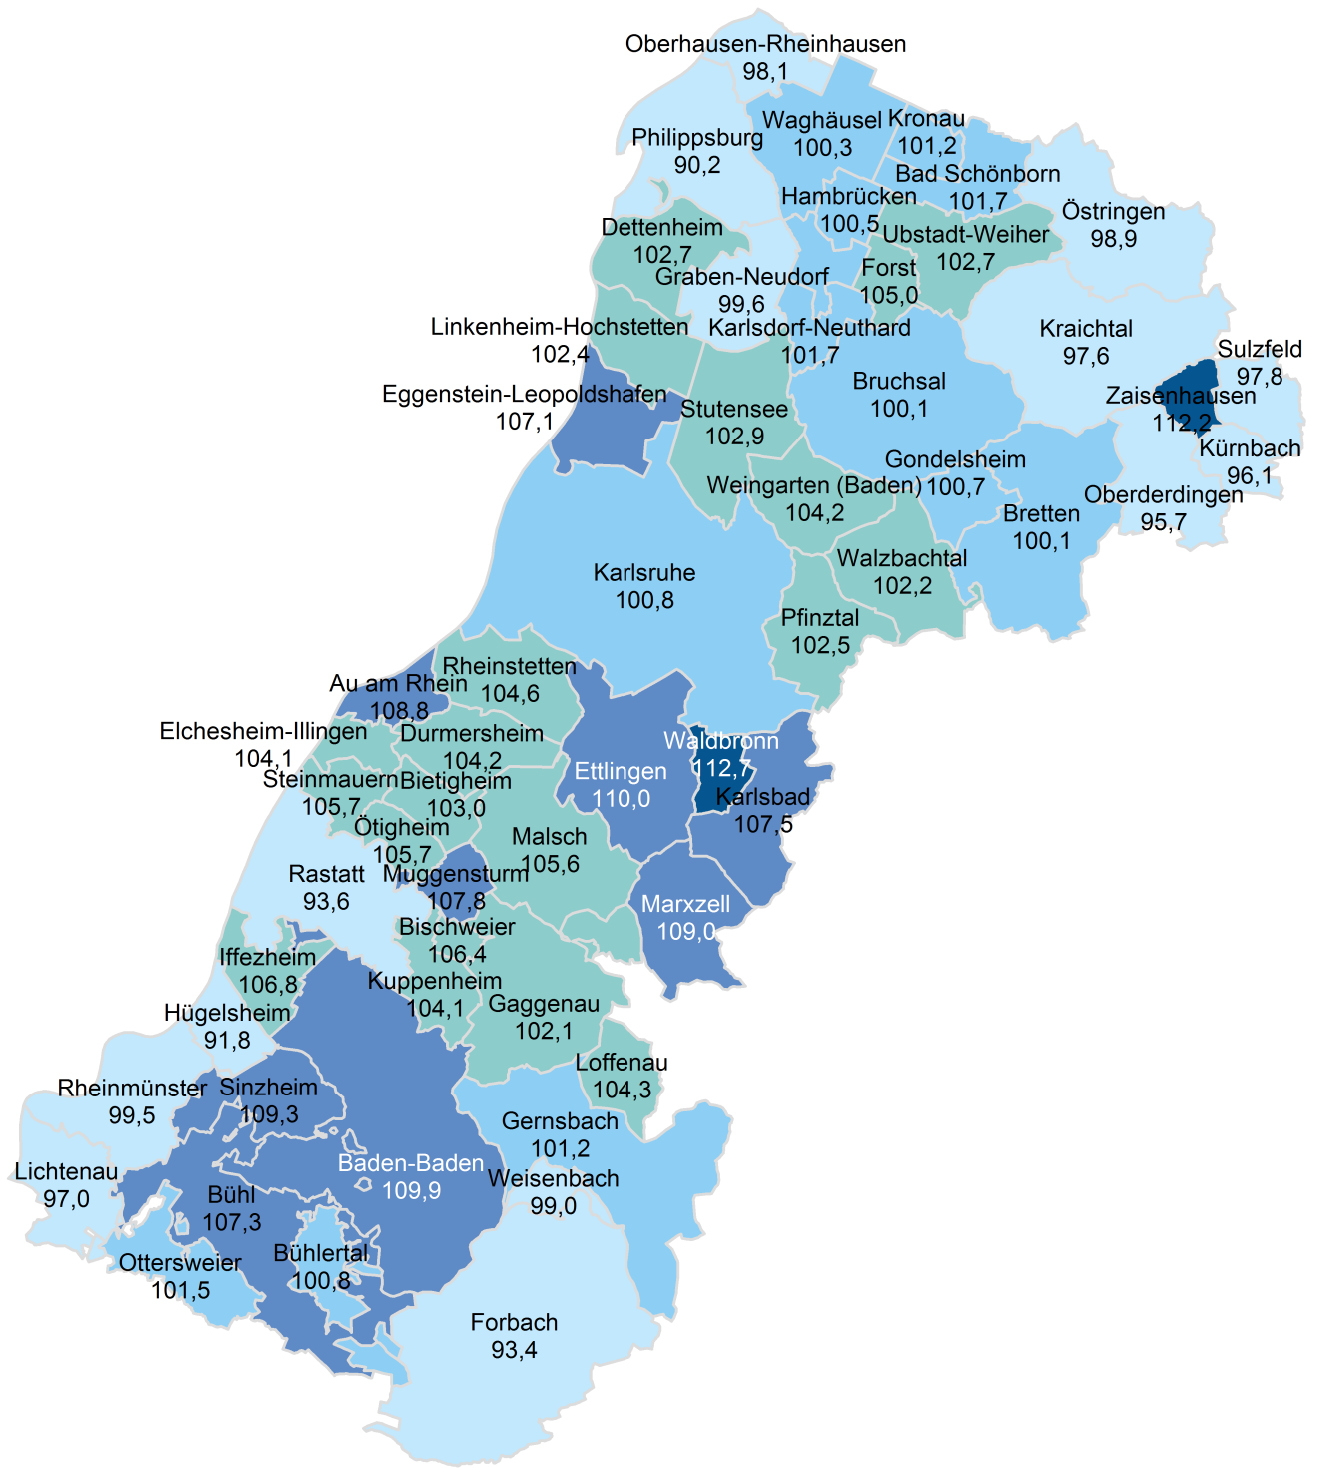 Oberhausen-Rheinhausen
98,1
Waghäusel
100,3
Kronau
101,2
Philippsburg
90,2
Bad Schönborn
101,7
Hambrücken
100,5
Östringen
98,9
Dettenheim
102,7
Ubstadt-Weiher
102,7
Forst
105,0
Graben-Neudorf
99,6
Linkenheim-Hochstetten
102,4
Karlsdorf-Neuthard
101,7
Kraichtal
97,6
Sulzfeld
97,8
Eggenstein-Leopoldshafen
107,1
Bruchsal
100,1
Zaisenhausen
112,2
Stutensee
102,9
Kürnbach
96,1
Gondelsheim
100,7
Weingarten (Baden)
104,2
Oberderdingen
95,7
Bretten
100,1
Walzbachtal
102,2
Karlsruhe
100,8
Pfinztal
102,5
Rheinstetten
104,6
Au am Rhein
108,8
Elchesheim-Illingen
104,1
Durmersheim
104,2
Waldbronn
112,7
Ettlingen
110,0
Steinmauern
105,7
Bietigheim
103,0
Karlsbad
107,5
Ötigheim
105,7
Malsch
105,6
Rastatt
93,6
Muggensturm
107,8
Marxzell
109,0
Bischweier
106,4
Iffezheim
106,8
Kuppenheim
104,1
Gaggenau
102,1
Hügelsheim
91,8
Loffenau
104,3
Rheinmünster
99,5
Sinzheim
109,3
Gernsbach
101,2
Baden-Baden
109,9
Lichtenau
97,0
Weisenbach
99,0
Bühl
107,3
Bühlertal
100,8
Ottersweier
101,5
Forbach
93,4